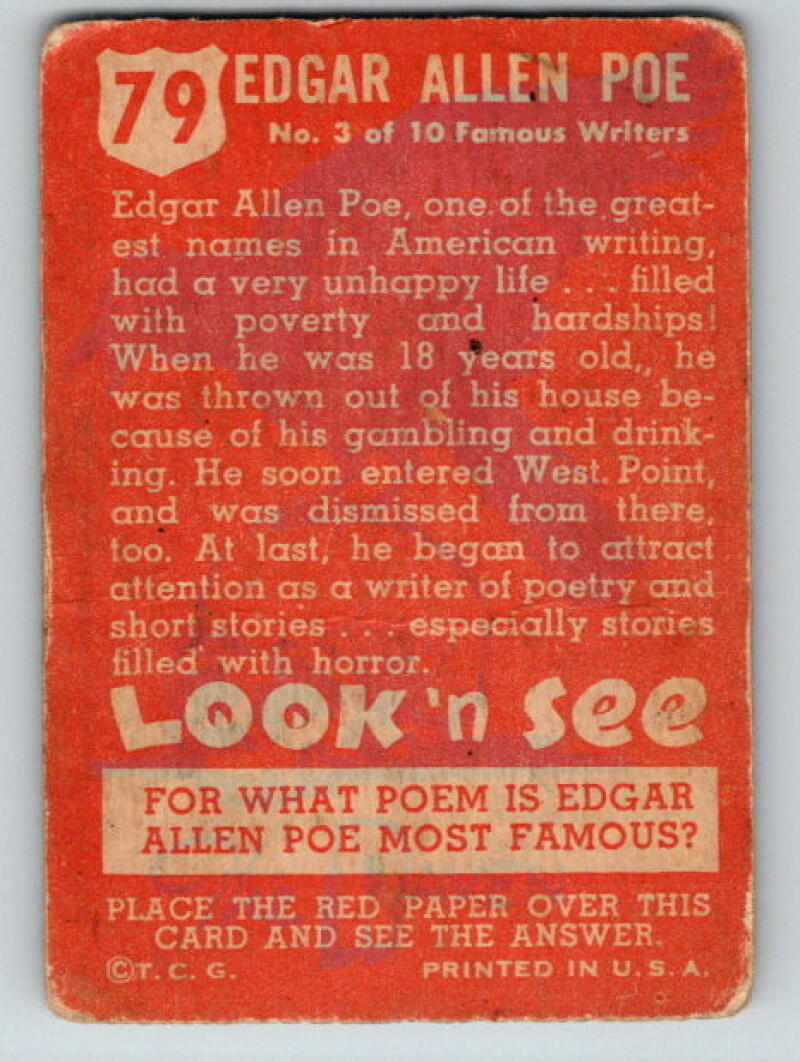 79 EDGAR ALLEN POE
No. 3 of 10 Famous Writers
Edgar Allen Poe, one of the great-
est names in American writing,
had a very unhappy life . . . filled
with poverty and hardships!
When he was 18 years old,, he
was thrown out of his house be-
cause of his gambling and drink-
ing. He soon entered West Point,
and was dismissed from there,
too. At last, he began to attract
attention as a writer of poetry and
short stories . . . especially stories
filled with horror.
LOOK 'n See
FOR WHAT POEM IS EDGAR
ALLEN POE MOST FAMOUS?
PLACE THE RED PAPER OVER THIS
CARD AND SEE THE ANSWER.
©T. C. G. PRINTED IN U. S. A.